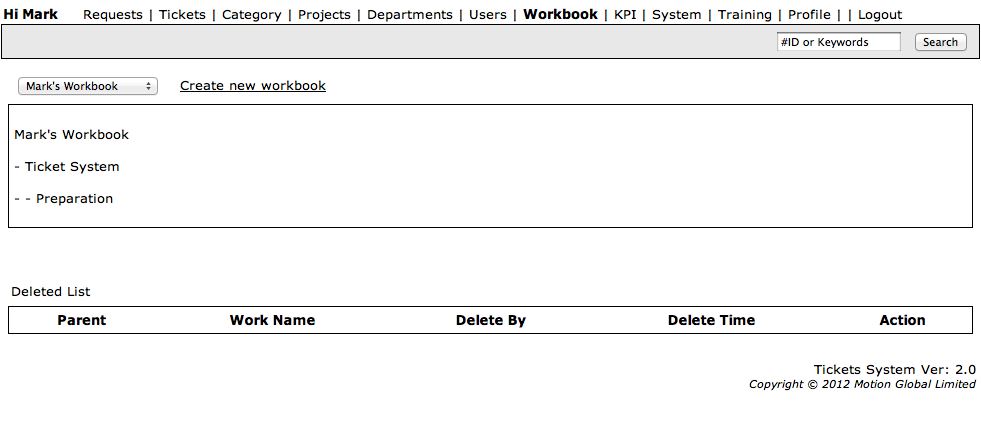 Hi Mark Requests | Tickets | Category | Projects | Departments | Users | Workbook | KPI | System | Training | Profile | | Logout
#ID or Keywords Search
Mark's Workbook Create new workbook
Mark's Workbook
- Ticket System
- - Preparation
Deleted List
Parent Work Name Delete By Delete Time Action
Tickets System Ver: 2.0
Copyright © 2012 Motion Global Limited